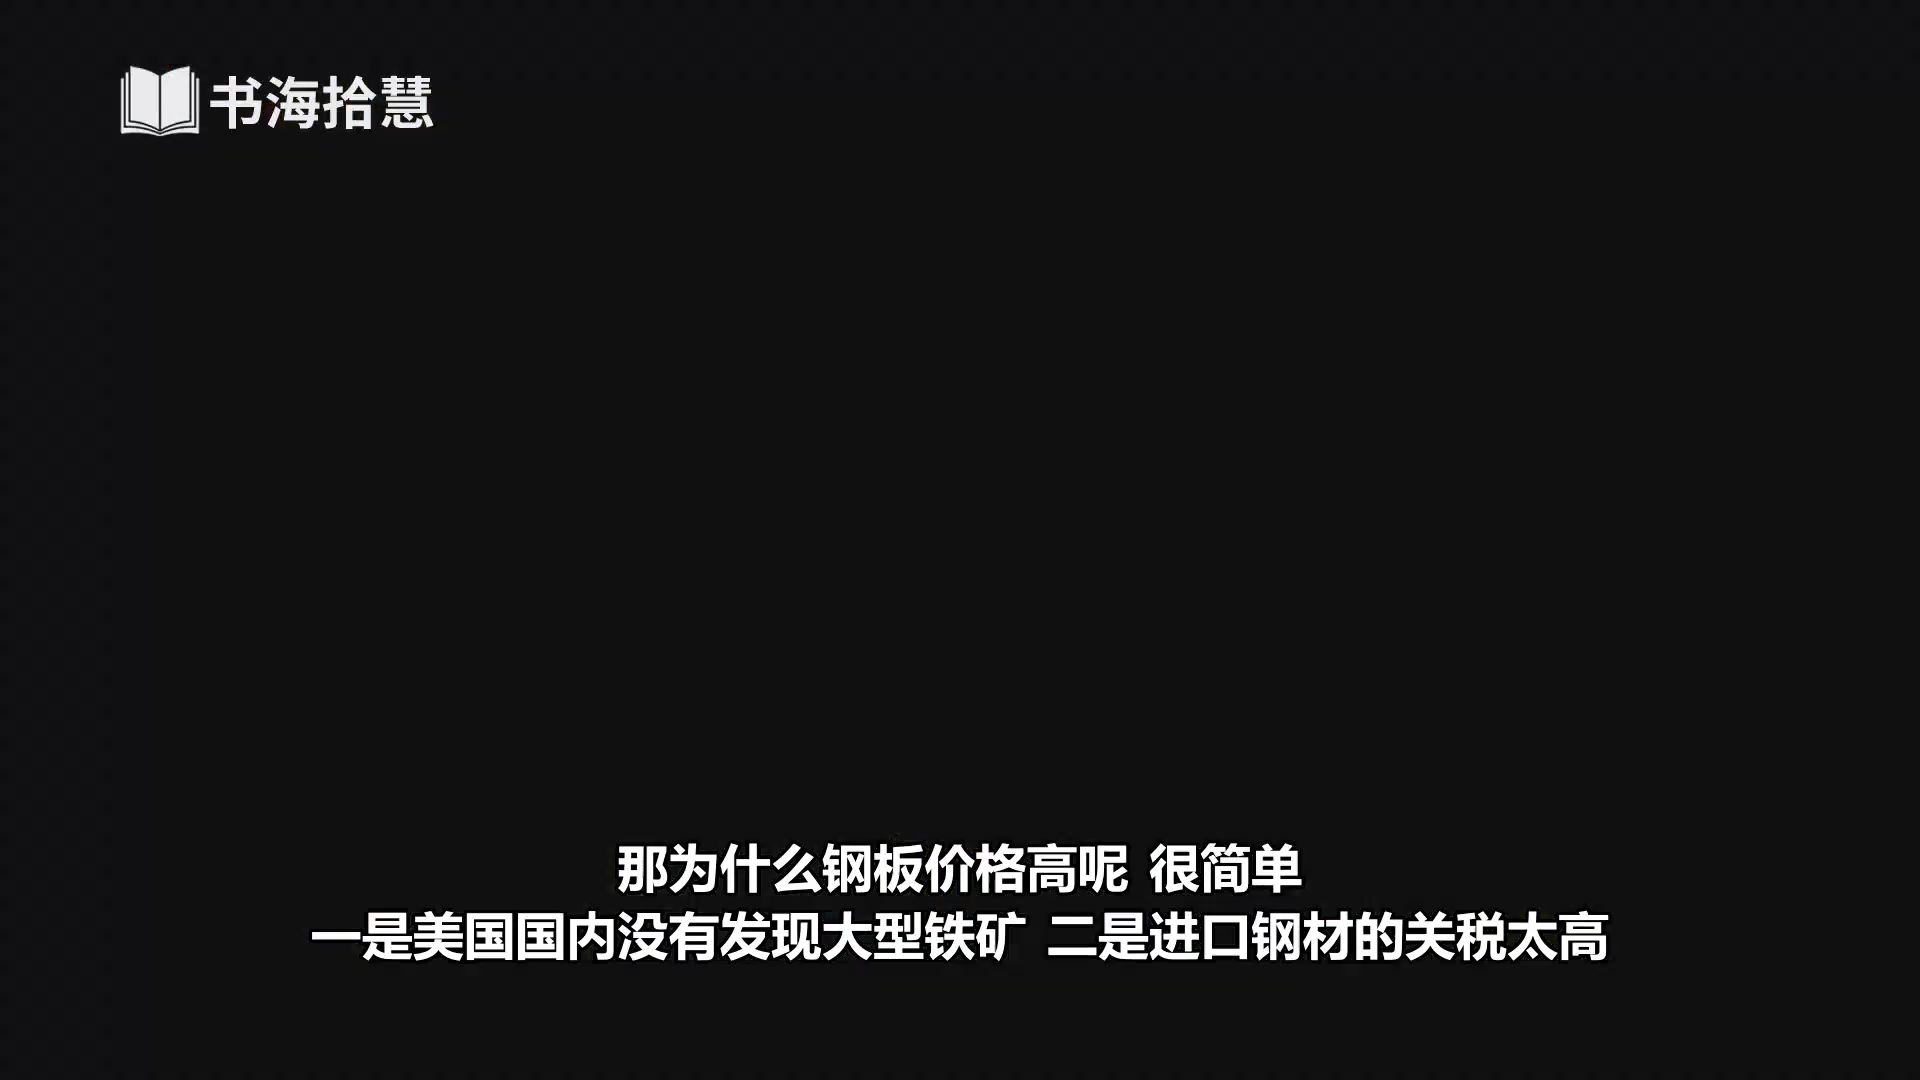 书海拾慧
那为什么钢板价格高呢 很简单
一是美国国内没有发现大型铁矿 二是进口钢材的关税太高